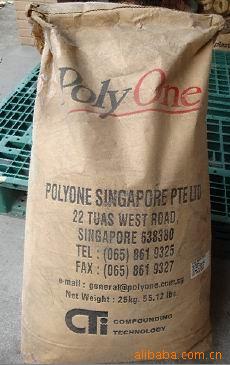 PolyOne
POLYONE SINGAPORE PTE LTD
22 TUAS WEST ROAD,
SINGAPORE 638380
TEL : (065) 861 9325
FAX : (065) 861 9327
e-mail : general@polyone.com.sg
Net Weight : 25kg. 55.12 lbs.
CTi COMPOUNDING
TECHNOLOGY
alibaba.com.cn